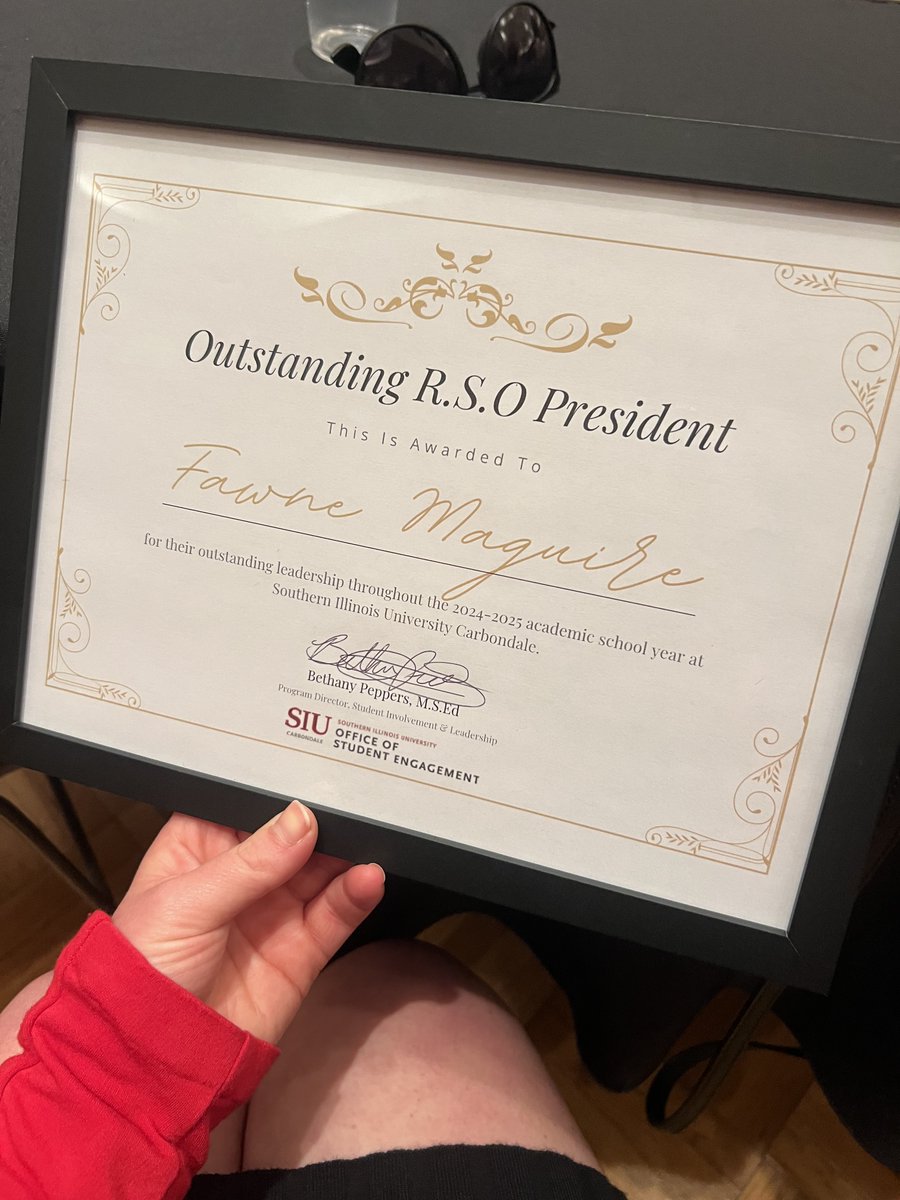 Outstanding R.S.O President
This Is Awarded To
Fawne Maguire
for their outstanding leadership throughout the 2024-2025 academic school year at
Southern Illinois University Carbondale.
Bethany Peppers, M.S.Ed
Program Director, Student Involvement & Leadership
SIU
CARBONDALE
SOUTHERN ILLINOIS UNIVERSITY
OFFICE OF
STUDENT ENGAGEMENT